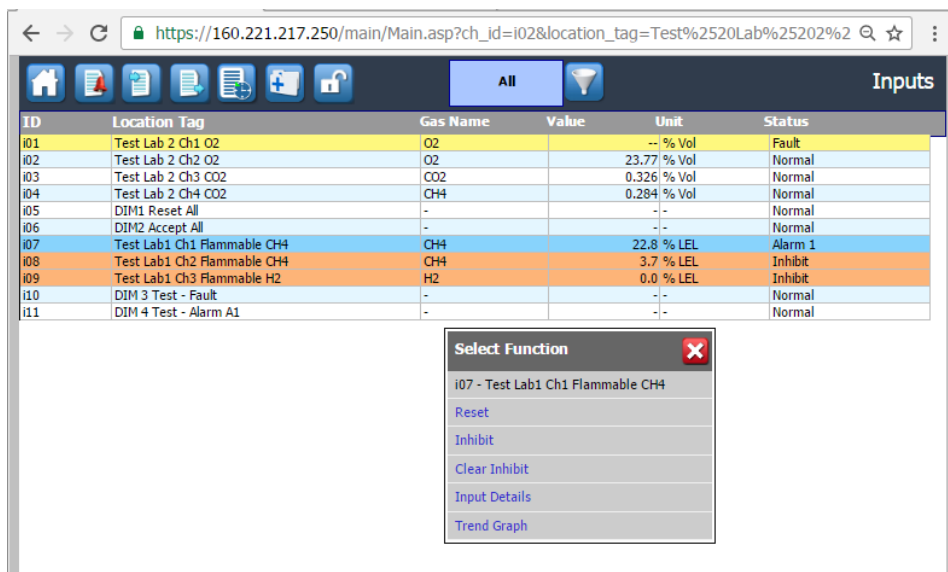 https://160.221.217.250/main/Main.asp?ch_id=i02&location_tag=Test%2520Lab%25202%2
All
Inputs
ID Location Tag Gas Name Value Unit Status
i01 Test Lab 2 Ch1 O2 O2 -- % Vol Fault
i02 Test Lab 2 Ch2 O2 O2 23.77 % Vol Normal
i03 Test Lab 2 Ch3 CO2 CO2 0.326 % Vol Normal
i04 Test Lab 2 Ch4 CO2 CH4 0.284 % Vol Normal
i05 DIM1 Reset All - - - Normal
i06 DIM2 Accept All - - - Normal
i07 Test Lab1 Ch1 Flammable CH4 CH4 22.8 % LEL Alarm 1
i08 Test Lab1 Ch2 Flammable CH4 CH4 3.7 % LEL Inhibit
i09 Test Lab1 Ch3 Flammable H2 H2 0.0 % LEL Inhibit
i10 DIM 3 Test - Fault - - - Normal
i11 DIM 4 Test - Alarm A1 - - - Normal
Select Function
i07 - Test Lab1 Ch1 Flammable CH4
Reset
Inhibit
Clear Inhibit
Input Details
Trend Graph